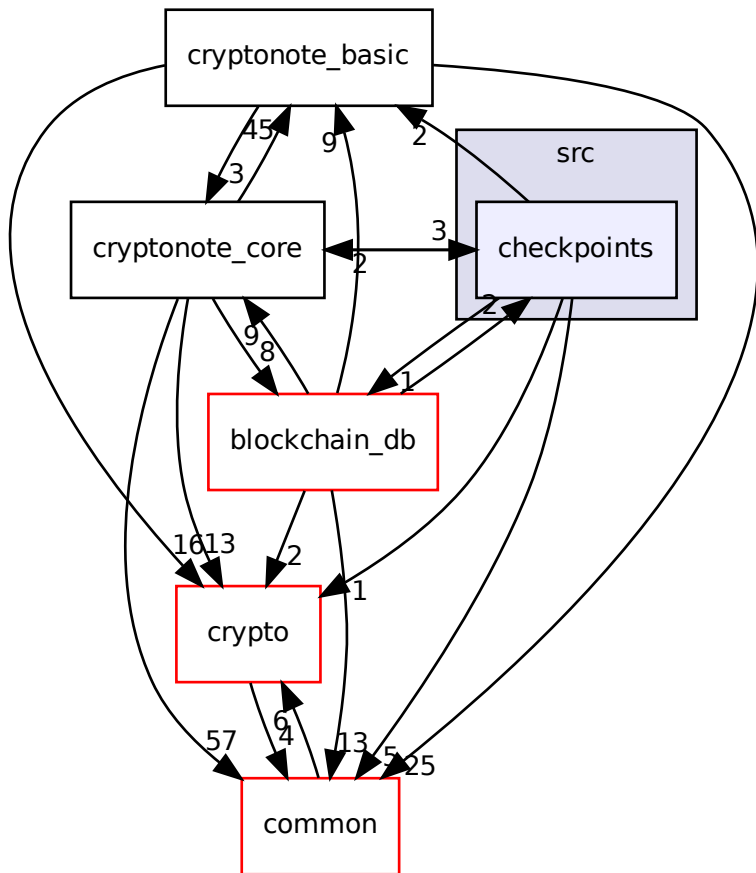 cryptonote_basic
45
9
2
src
3
cryptonote_core
3
2
checkpoints
9
8
2
1
blockchain_db
16
13
2
1
crypto
57
6
4
13
5
25
common